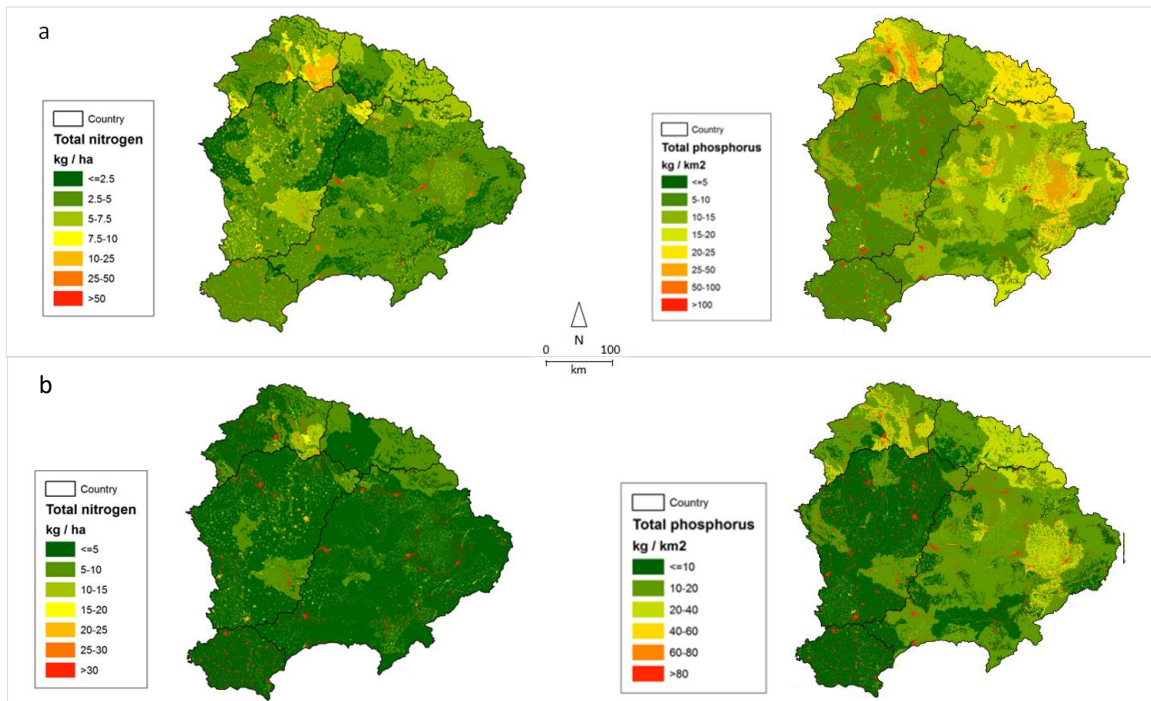 a
Country
Total nitrogen
kg / ha
<=2.5
2.5-5
5-7.5
7.5-10
10-25
25-50
>50
Country
Total phosphorus
kg / km2
<=5
5-10
10-15
15-20
20-25
25-50
50-100
>100
N
0 100
km
b
Country
Total nitrogen
kg / ha
<=5
5-10
10-15
15-20
20-25
25-30
>30
Country
Total phosphorus
kg / km2
<=10
10-20
20-40
40-60
60-80
>80